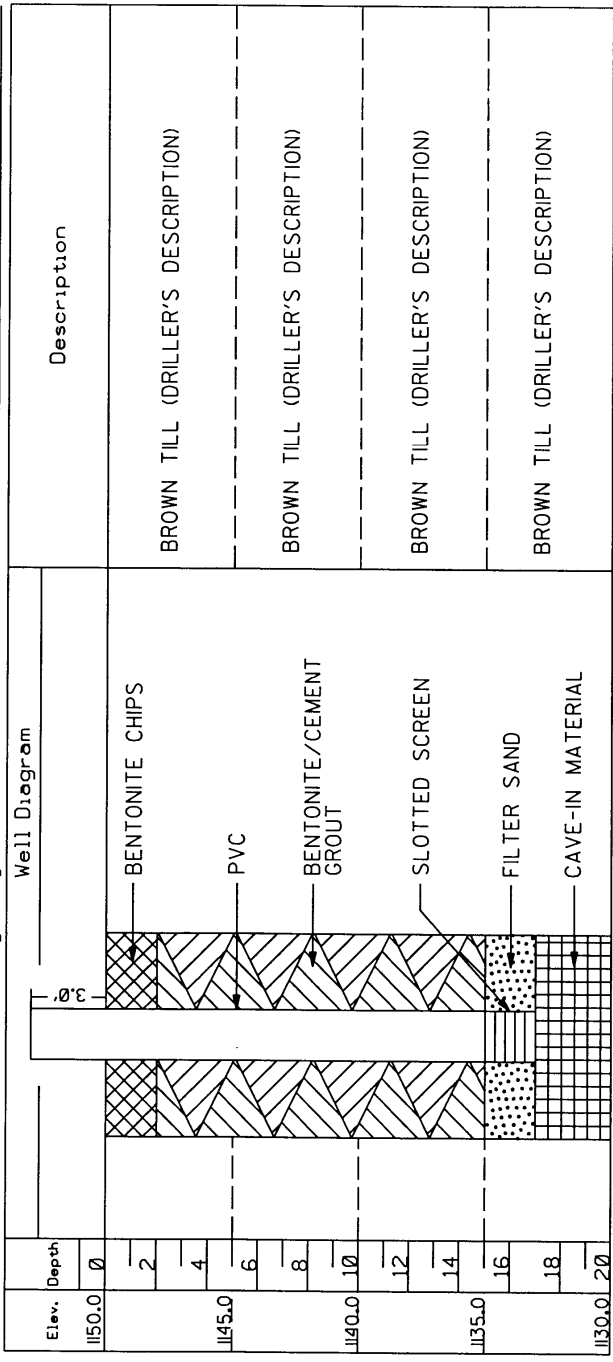 Elev.
Depth
Well Diagram
Description
1150.0
0
3.0'
BENTONITE CHIPS
2
BROWN TILL (DRILLER'S DESCRIPTION)
4
1145.0
PVC
6
BROWN TILL (DRILLER'S DESCRIPTION)
8
BENTONITE/CEMENT
GROUT
1140.0
10
12
BROWN TILL (DRILLER'S DESCRIPTION)
SLOTTED SCREEN
14
1135.0
16
FILTER SAND
BROWN TILL (DRILLER'S DESCRIPTION)
18
CAVE-IN MATERIAL
1130.0
20